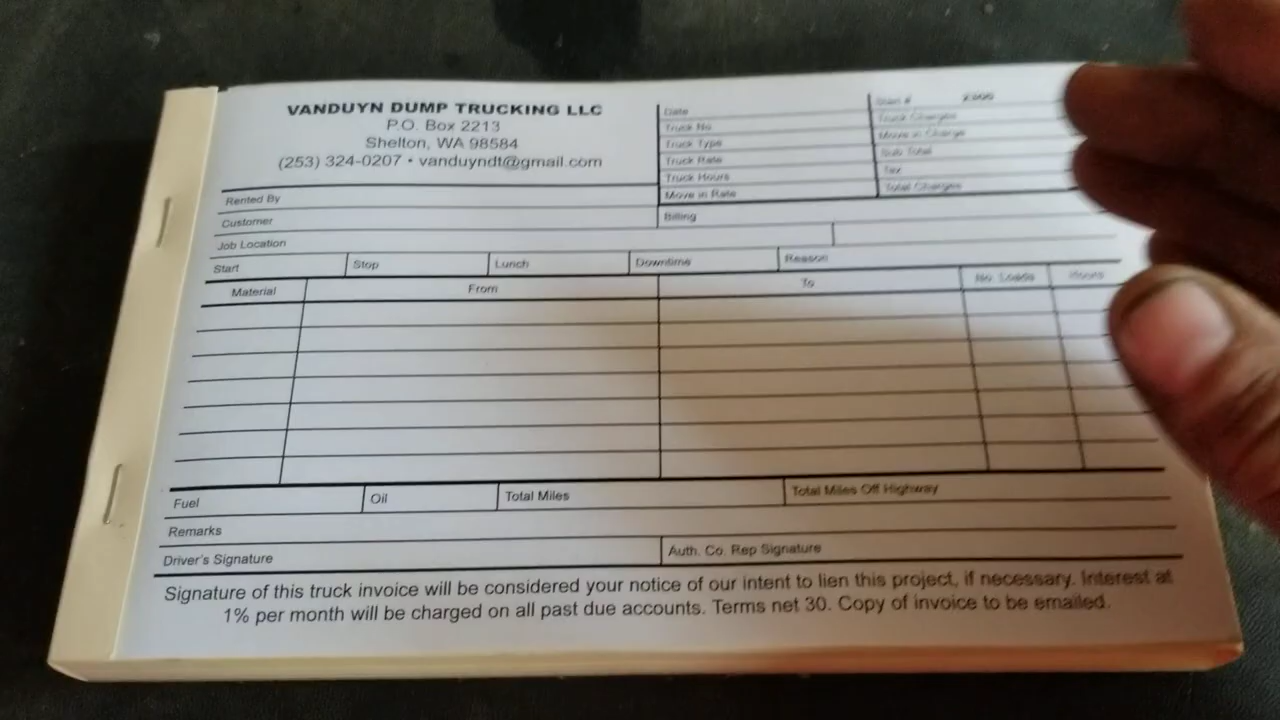 VANDUYN DUMP TRUCKING LLC
P.O. Box 2213
Shelton, WA 98584
(253) 324-0207 • vanduyndt@gmail.com
Date
Truck No.
Truck Charges
Truck Type
Move in Charge
Truck Rate
Sub Total
Truck Hours
Tax
Move in Rate
Total Charges
Rented By
Customer
Billing
Job Location
Start Stop Lunch Downtime Reason
Material From To No. Loads Hours
Fuel Oil Total Miles Total Miles Off Highway
Remarks
Driver's Signature Auth. Co. Rep Signature
Signature of this truck invoice will be considered your notice of our intent to lien this project, if necessary. Interest at
1% per month will be charged on all past due accounts. Terms net 30. Copy of invoice to be emailed.